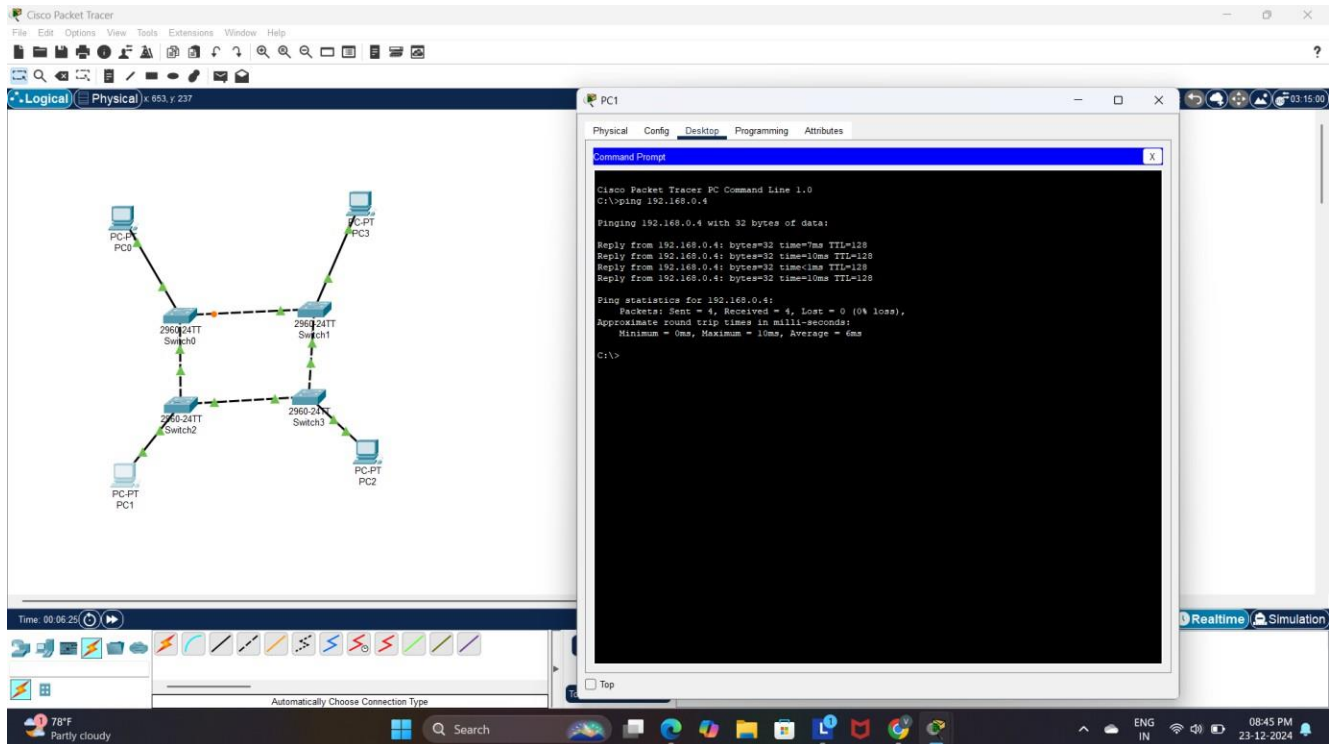 Cisco Packet Tracer
File Edit Options View Tools Extensions Window Help
?
Logical Physical x: 653, y: 237
03:15:00
PC1
Physical Config Desktop Programming Attributes
Command Prompt
X
Cisco Packet Tracer PC Command Line 1.0
C:\>ping 192.168.0.4
Pinging 192.168.0.4 with 32 bytes of data:
Reply from 192.168.0.4: bytes=32 time=7ms TTL=128
Reply from 192.168.0.4: bytes=32 time=10ms TTL=128
Reply from 192.168.0.4: bytes=32 time<1ms TTL=128
Reply from 192.168.0.4: bytes=32 time=10ms TTL=128
Ping statistics for 192.168.0.4:
Packets: Sent = 4, Received = 4, Lost = 0 (0% loss),
Approximate round trip times in milli-seconds:
Minimum = 0ms, Maximum = 10ms, Average = 6ms
C:\>
PC-PT
PC0
PC-PT
PC3
2960-24TT
Switch0
2960-24TT
Switch1
2960-24TT
Switch2
2960-24TT
Switch3
PC-PT
PC1
PC-PT
PC2
Top
Time: 00:06:25
Realtime Simulation
Automatically Choose Connection Type
78°F
Partly cloudy
Search
ENG
IN
08:45 PM
23-12-2024